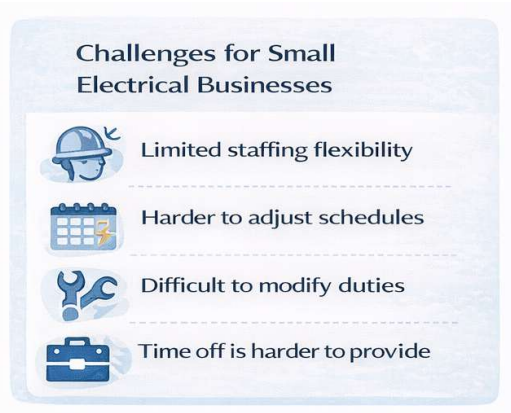 Challenges for Small
Electrical Businesses
Limited staffing flexibility
Harder to adjust schedules
Difficult to modify duties
Time off is harder to provide